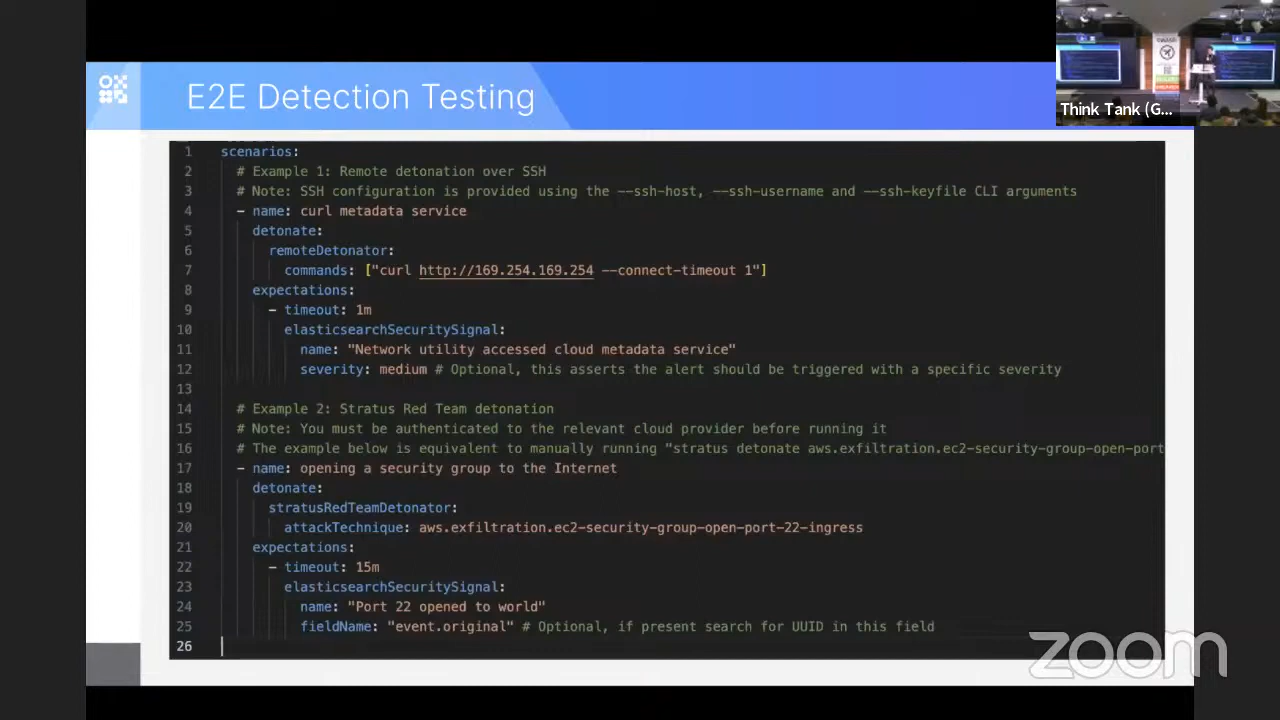 E2E Detection Testing
Think Tank (G...
1 scenarios:
2 # Example 1: Remote detonation over SSH
3 # Note: SSH configuration is provided using the --ssh-host, --ssh-username and --ssh-keyfile CLI arguments
4 - name: curl metadata service
5 detonate:
6 remoteDetonator:
7 commands: ["curl http://169.254.169.254 --connect-timeout 1"]
8 expectations:
9 - timeout: 1m
10 elasticsearchSecuritySignal:
11 name: "Network utility accessed cloud metadata service"
12 severity: medium # Optional, this asserts the alert should be triggered with a specific severity
13
14 # Example 2: Stratus Red Team detonation
15 # Note: You must be authenticated to the relevant cloud provider before running it
16 # The example below is equivalent to manually running "stratus detonate aws.exfiltration.ec2-security-group-open-port
17 - name: opening a security group to the Internet
18 detonate:
19 stratusRedTeamDetonator:
20 attackTechnique: aws.exfiltration.ec2-security-group-open-port-22-ingress
21 expectations:
22 - timeout: 15m
23 elasticsearchSecuritySignal:
24 name: "Port 22 opened to world"
25 fieldName: "event.original" # Optional, if present search for UUID in this field
26
zoom